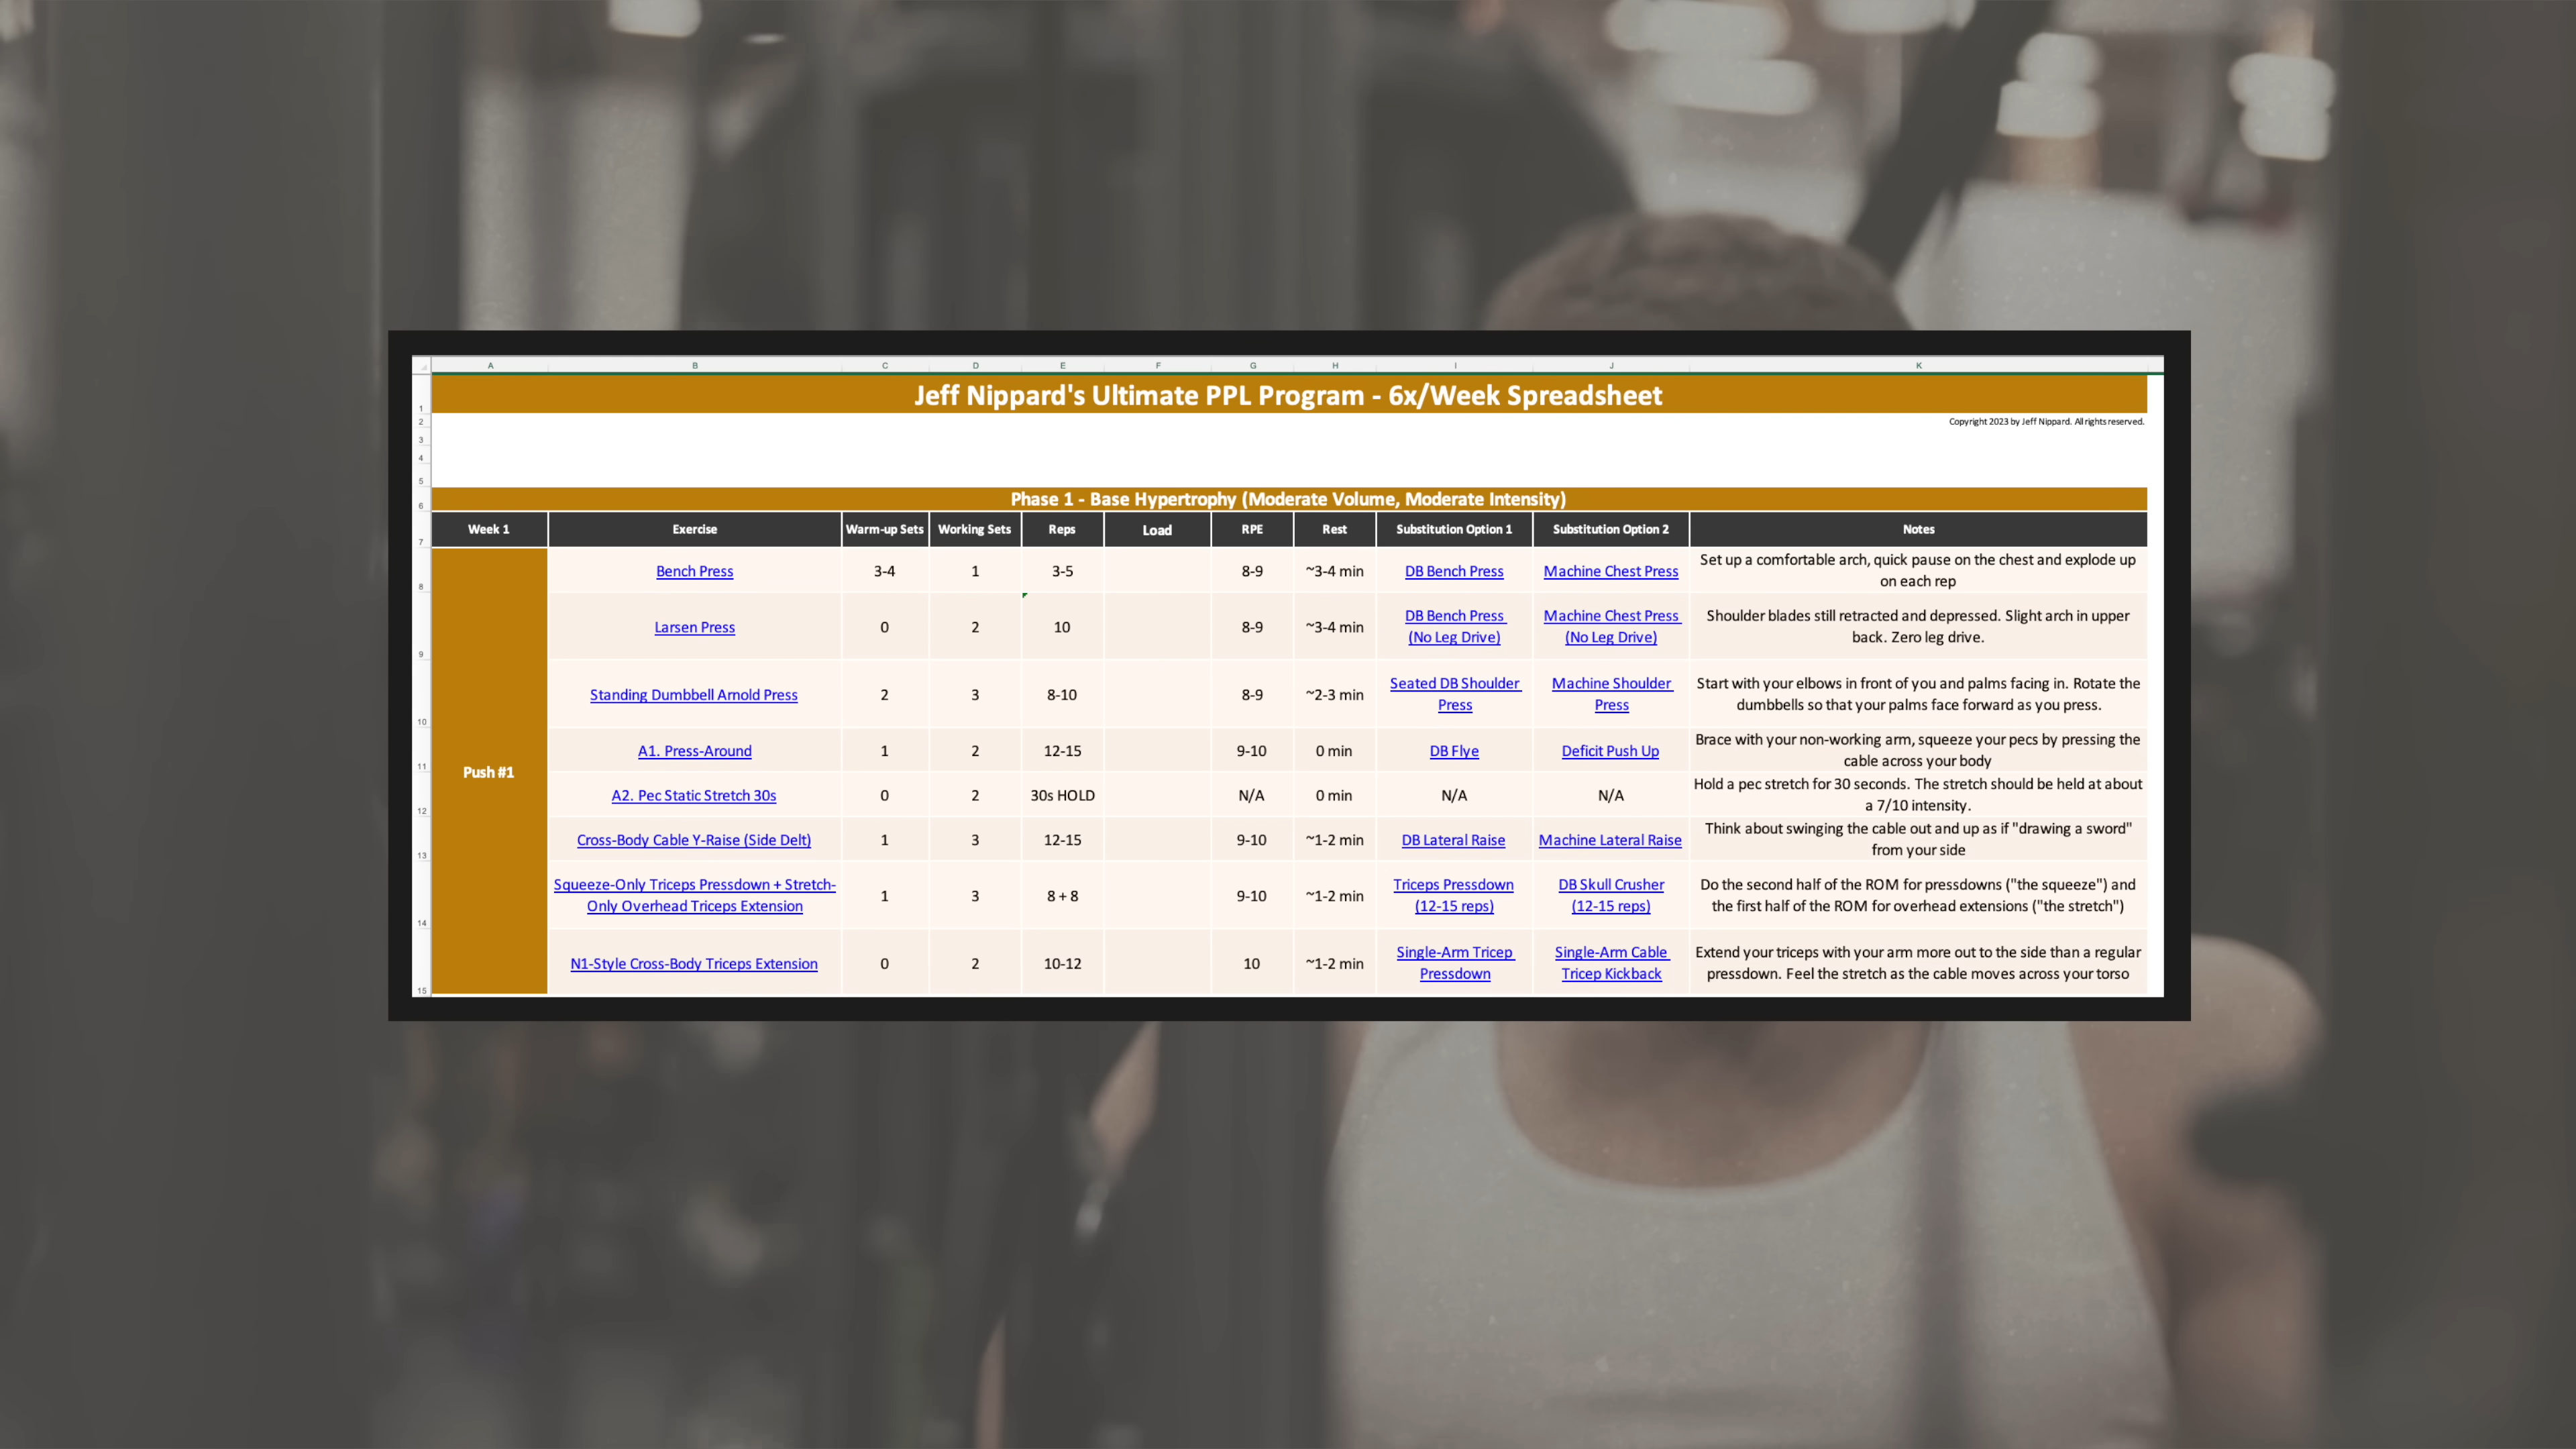 A B C D E F G H I J K
1 Jeff Nippard's Ultimate PPL Program - 6x/Week Spreadsheet
2 Copyright 2023 by Jeff Nippard. All rights reserved.
3
4
5
6 Phase 1 - Base Hypertrophy (Moderate Volume, Moderate Intensity)
7 Week 1 Exercise Warm-up Sets Working Sets Reps Load RPE Rest Substitution Option 1 Substitution Option 2 Notes
Push #1
8 Bench Press 3-4 1 3-5 8-9 ~3-4 min DB Bench Press Machine Chest Press Set up a comfortable arch, quick pause on the chest and explode up
on each rep
9 Larsen Press 0 2 10 8-9 ~3-4 min DB Bench Press Machine Chest Press Shoulder blades still retracted and depressed. Slight arch in upper
(No Leg Drive) (No Leg Drive) back. Zero leg drive.
10 Standing Dumbbell Arnold Press 2 3 8-10 8-9 ~2-3 min Seated DB Shoulder Machine Shoulder Start with your elbows in front of you and palms facing in. Rotate the
Press Press dumbbells so that your palms face forward as you press.
11 A1. Press-Around 1 2 12-15 9-10 0 min DB Flye Deficit Push Up Brace with your non-working arm, squeeze your pecs by pressing the
cable across your body
12 A2. Pec Static Stretch 30s 0 2 30s HOLD N/A 0 min N/A N/A Hold a pec stretch for 30 seconds. The stretch should be held at about
a 7/10 intensity.
13 Cross-Body Cable Y-Raise (Side Delt) 1 3 12-15 9-10 ~1-2 min DB Lateral Raise Machine Lateral Raise Think about swinging the cable out and up as if "drawing a sword"
from your side
14 Squeeze-Only Triceps Pressdown + Stretch- 1 3 8 + 8 9-10 ~1-2 min Triceps Pressdown DB Skull Crusher Do the second half of the ROM for pressdowns ("the squeeze") and
Only Overhead Triceps Extension (12-15 reps) (12-15 reps) the first half of the ROM for overhead extensions ("the stretch")
15 N1-Style Cross-Body Triceps Extension 0 2 10-12 10 ~1-2 min Single-Arm Tricep Single-Arm Cable Extend your triceps with your arm more out to the side than a regular
Pressdown Tricep Kickback pressdown. Feel the stretch as the cable moves across your torso